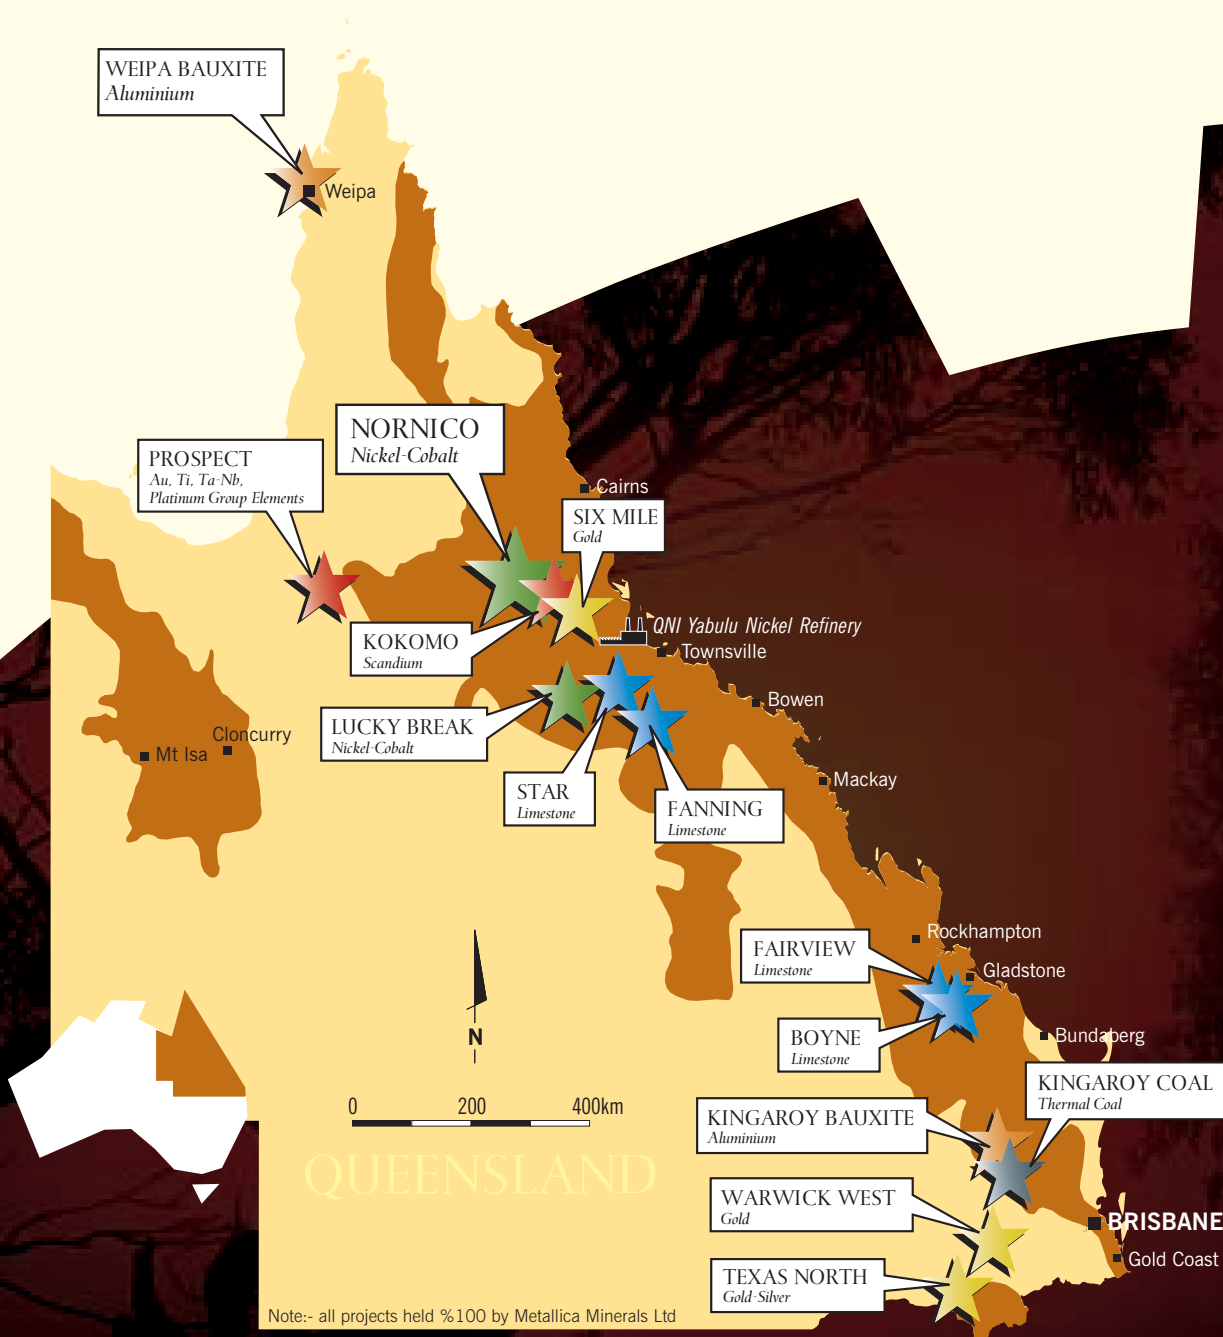 WEIPA BAUXITE
Aluminium
Weipa
NORNICO
Nickel-Cobalt
PROSPECT
Au, Ti, Ta-Nb,
Platinum Group Elements
Cairns
SIX MILE
Gold
QNI Yabulu Nickel Refinery
KOKOMO
Scandium
Townsville
Bowen
LUCKY BREAK
Nickel-Cobalt
Cloncurry
Mt Isa
Mackay
STAR
Limestone
FANNING
Limestone
Rockhampton
FAIRVIEW
Limestone
Gladstone
BOYNE
Limestone
Bundaberg
N
KINGAROY COAL
Thermal Coal
0 200 400km
KINGAROY BAUXITE
Aluminium
QUEENSLAND
WARWICK WEST
Gold
BRISBANE
Gold Coast
TEXAS NORTH
Gold-Silver
Note:- all projects held %100 by Metallica Minerals Ltd